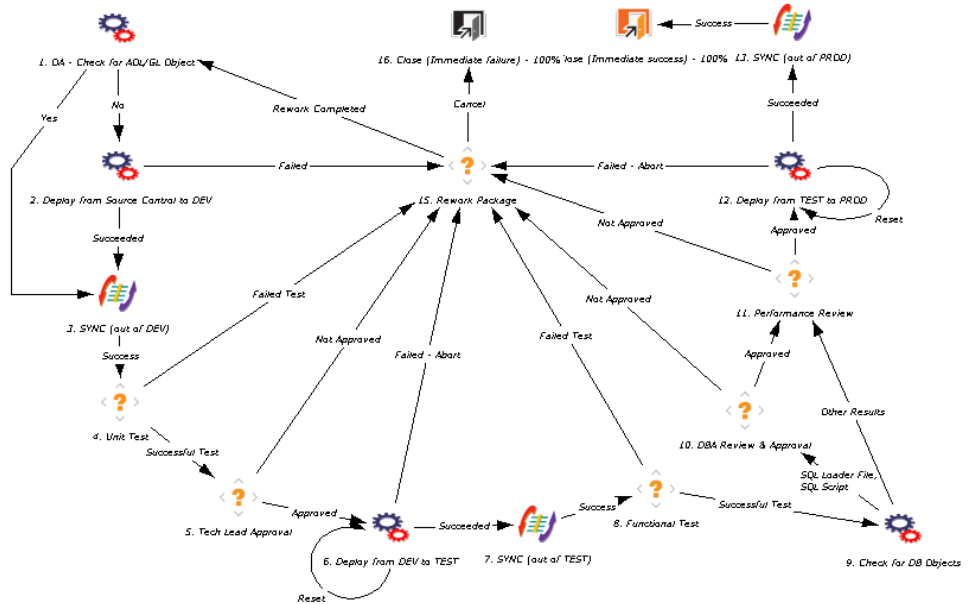 Success
1. OA - Check for AOL/GL Object
16. Close (Immediate failure) - 100%
lose (Immediate success) - 100%
13. SYNC (out of PROD)
Yes
No
Rework Completed
Cancel
Succeeded
Failed
Failed - Abort
2. Deploy from Source Control to DEV
15. Rework Package
12. Deploy from TEST to PROD
Reset
Not Approved
Approved
Succeeded
Failed Test
Not Approved
11. Performance Review
3. SYNC (out of DEV)
Success
Not Approved
Failed Test
Failed - Abort
Approved
Other Results
4. Unit Test
Successful Test
10. DBA Review & Approval
SQL Loader File,
SQL Script
Approved
Success
Successful Test
5. Tech Lead Approval
Succeeded
8. Functional Test
6. Deploy from DEV to TEST
7. SYNC (out of TEST)
9. Check for DB Objects
Reset